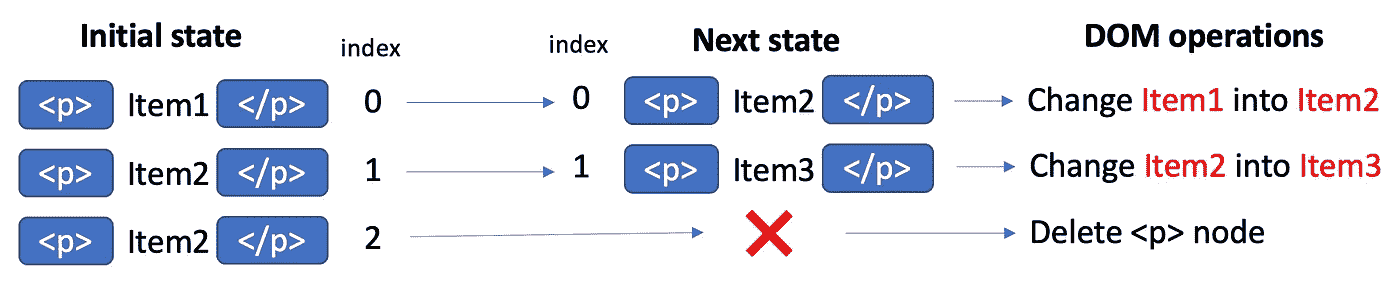 Initial state index index Next state DOM operations
<p> Item1 </p> 0 0 <p> Item2 </p> Change Item1 into Item2
<p> Item2 </p> 1 1 <p> Item3 </p> Change Item2 into Item3
<p> Item2 </p> 2 Delete <p> node